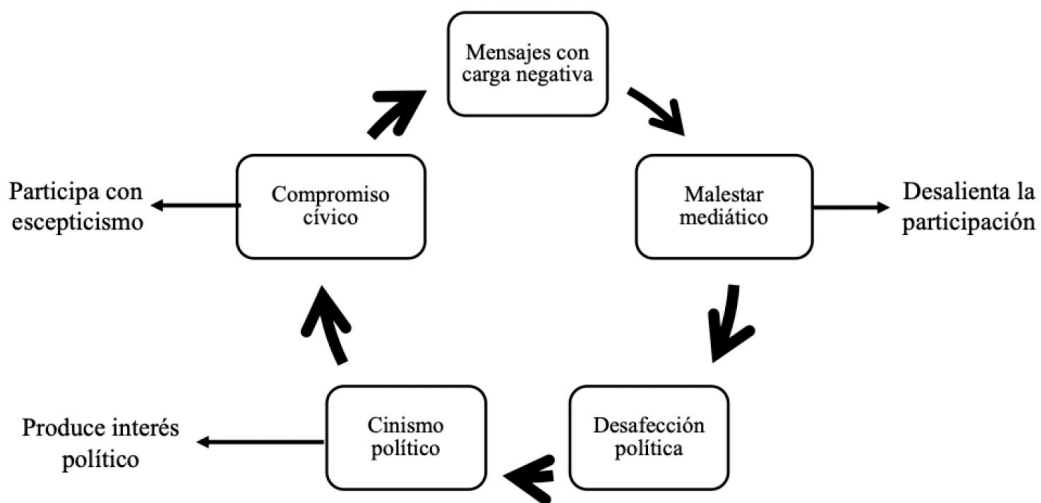 Mensajes con
carga negativa
Participa con
escepticismo
Compromiso
cívico
Malestar
mediático
Desalienta la
participación
Produce interés
político
Cinismo
político
Desafección
política